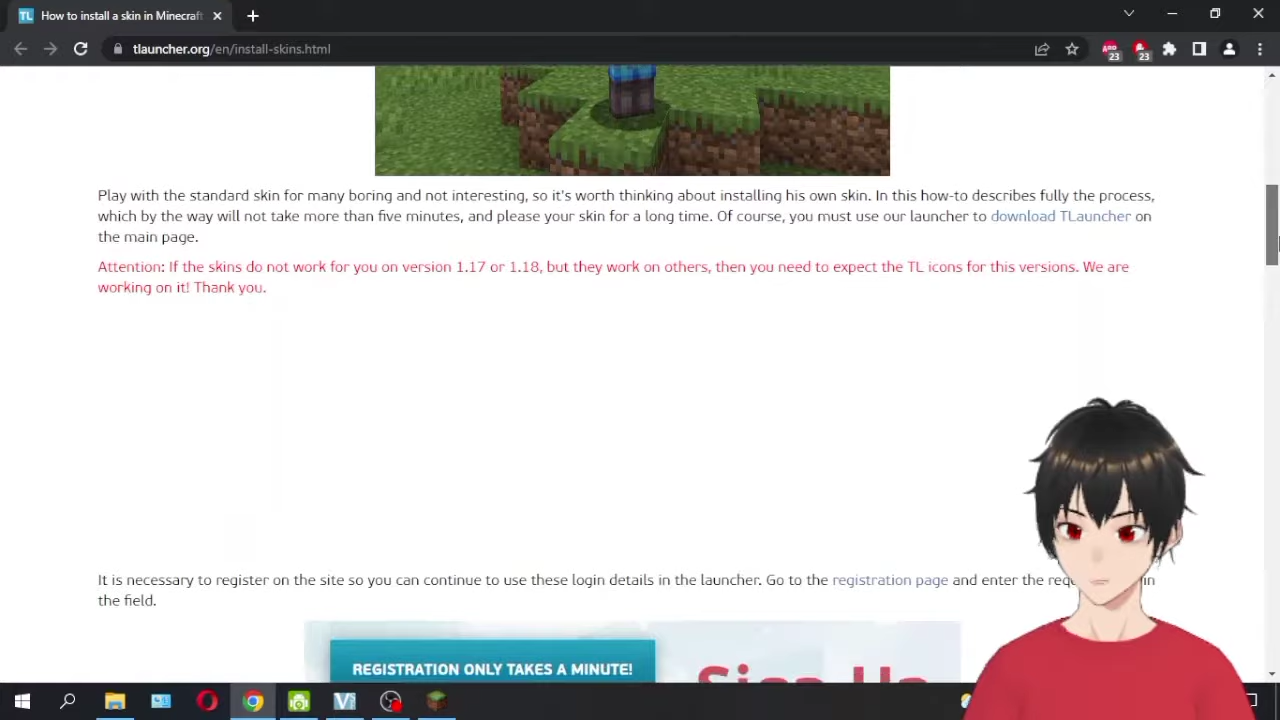 How to install a skin in Minecraft
tlauncher.org/en/install-skins.html
23
23
Play with the standard skin for many boring and not interesting, so it's worth thinking about installing his own skin. In this how-to describes fully the process,
which by the way will not take more than five minutes, and please your skin for a long time. Of course, you must use our launcher to download TLauncher on
the main page.
Attention: If the skins do not work for you on version 1.17 or 1.18, but they work on others, then you need to expect the TL icons for this versions. We are
working on it! Thank you.
It is necessary to register on the site so you can continue to use these login details in the launcher. Go to the registration page and enter the in
the field.
REGISTRATION ONLY TAKES A MINUTE!